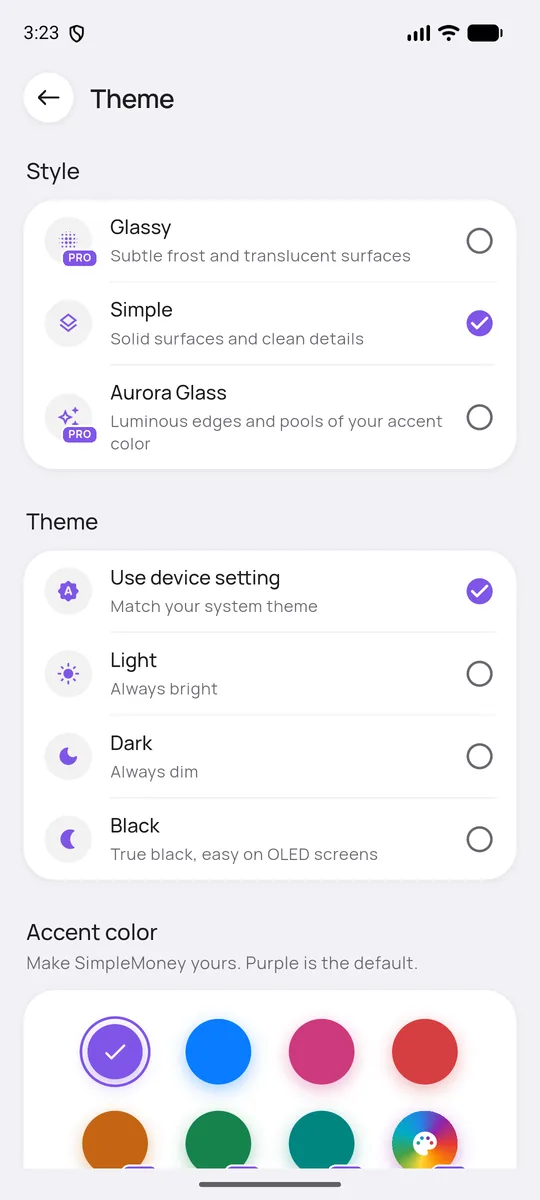 3:23
Theme
Style
Glassy
Subtle frost and translucent surfaces
PRO
Simple
Solid surfaces and clean details
Aurora Glass
Luminous edges and pools of your accent
color
PRO
Theme
Use device setting
Match your system theme
A
Light
Always bright
Dark
Always dim
Black
True black, easy on OLED screens
Accent color
Make SimpleMoney yours. Purple is the default.